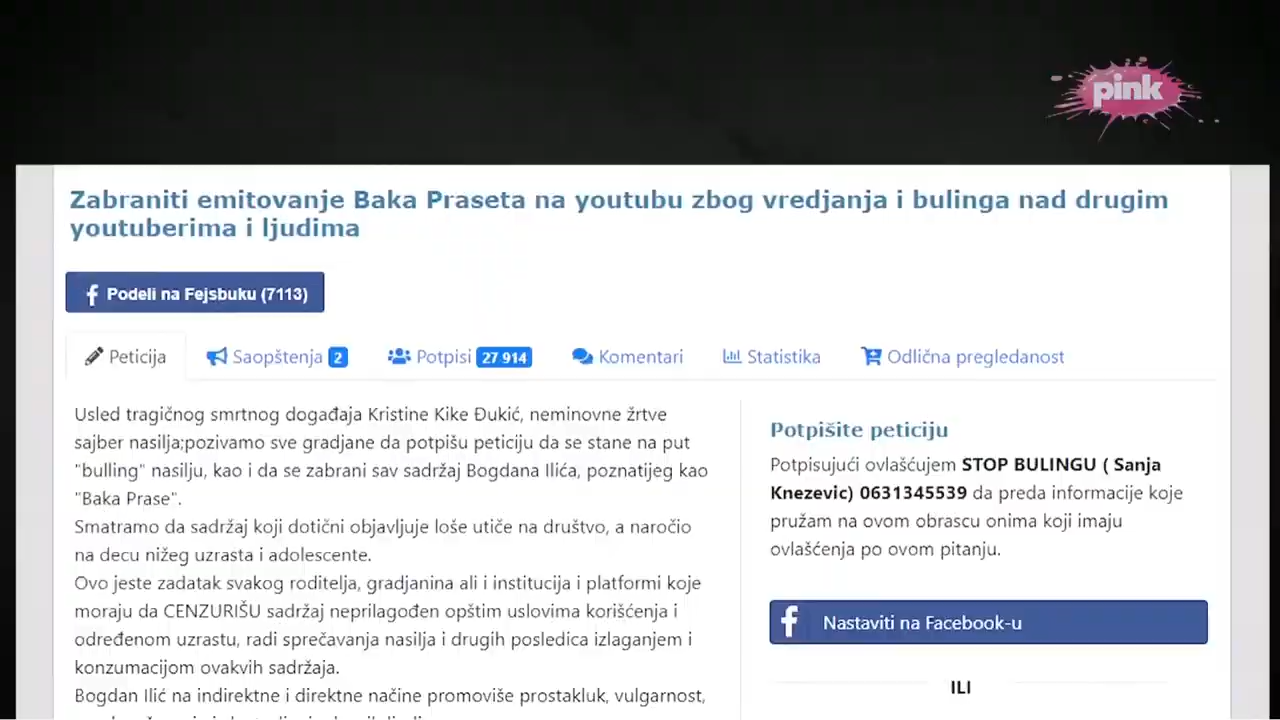 pink
Zabraniti emitovanje Baka Praseta na youtubu zbog vredjanja i bulinga nad drugim
youtuberima i ljudima
Podeli na Fejsbuku (7113)
Peticija Saopštenja 2 Potpisi 27 914 Komentari Statistika Odlična pregledanost
Usled tragičnog smrtnog događaja Kristine Kike Đukić, neminovne žrtve
sajber nasilja;pozivamo sve gradjane da potpišu peticiju da se stane na put
"bulling" nasilju, kao i da se zabrani sav sadržaj Bogdana Ilića, poznatijeg kao
"Baka Prase".
Smatramo da sadržaj koji dotični objavljuje loše utiče na društvo, a naročio
na decu nižeg uzrasta i adolescente.
Ovo jeste zadatak svakog roditelja, gradjanina ali i institucija i platformi koje
moraju da CENZURIŠU sadržaj neprilagođen opštim uslovima korišćenja i
određenom uzrastu, radi sprečavanja nasilja i drugih posledica izlaganjem i
konzumacijom ovakvih sadržaja.
Bogdan Ilić na indirektne i direktne načine promoviše prostakluk, vulgarnost,
Potpišite peticiju
Potpisujući ovlašćujem STOP BULINGU ( Sanja
Knezevic) 0631345539 da preda informacije koje
pružam na ovom obrascu onima koji imaju
ovlašćenja po ovom pitanju.
Nastaviti na Facebook-u
ILI